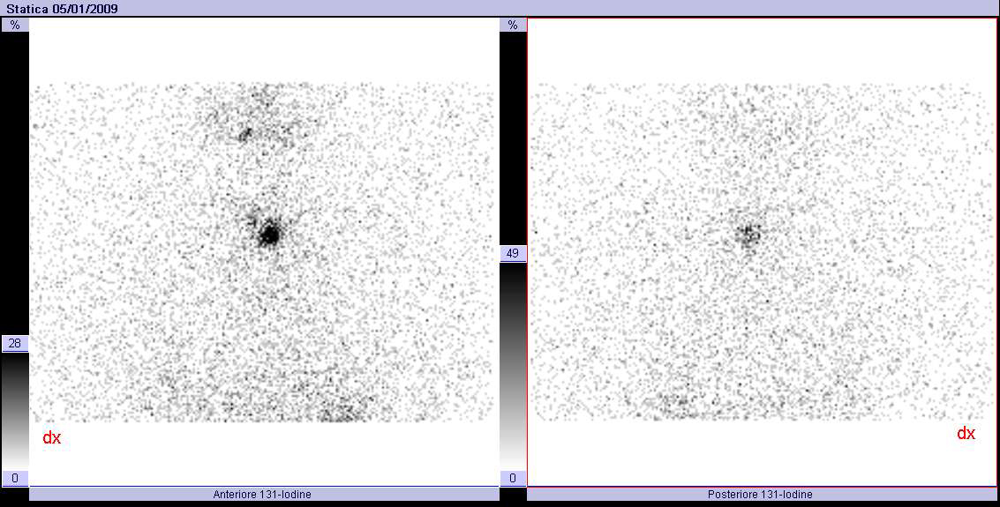 Statica 05/01/2009
%
%
49
28
dx
dx
0
0
Anteriore 131-Iodine
Posteriore 131-Iodine